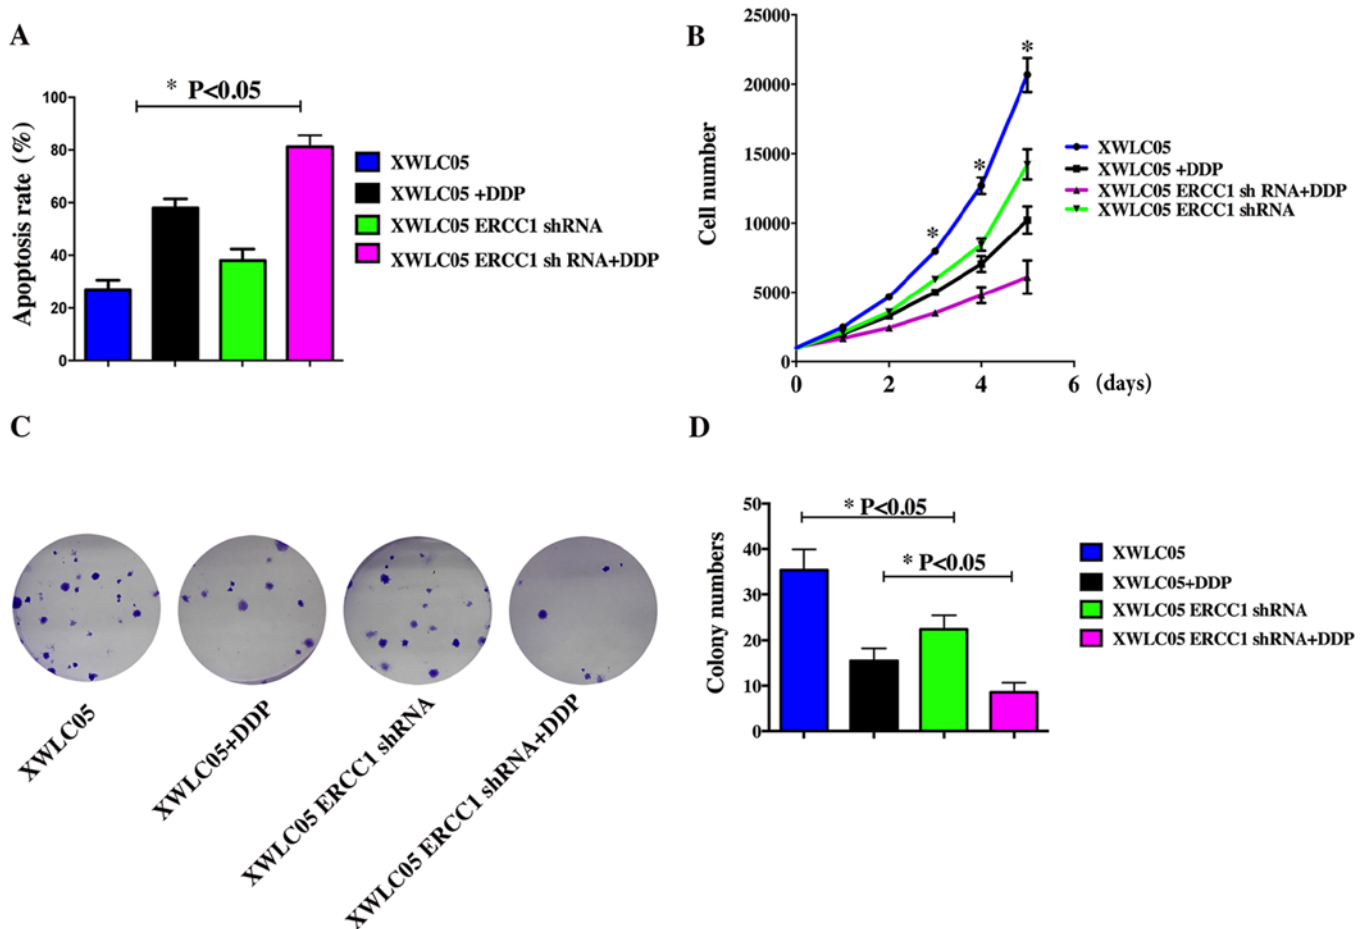 A
* P<0.05
Apoptosis rate (%)
100
80
60
40
20
0
XWLC05
XWLC05 +DDP
XWLC05 ERCC1 shRNA
XWLC05 ERCC1 sh RNA+DDP
B
Cell number
25000
20000
15000
10000
5000
0
*
*
*
0 2 4 6 (days)
XWLC05
XWLC05 +DDP
XWLC05 ERCC1 sh RNA+DDP
XWLC05 ERCC1 shRNA
C
XWLC05
XWLC05+DDP
XWLC05 ERCC1 shRNA
XWLC05 ERCC1 shRNA+DDP
D
Colony numbers
50
40
30
20
10
0
* P<0.05
* P<0.05
XWLC05
XWLC05+DDP
XWLC05 ERCC1 shRNA
XWLC05 ERCC1 shRNA+DDP